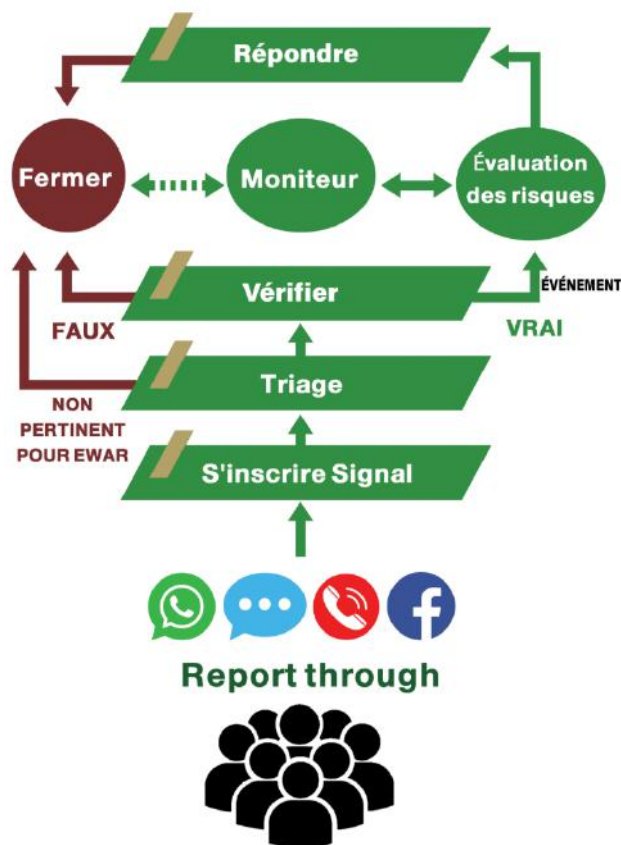 Répondre
Fermer
Moniteur
Évaluation
des risques
Vérifier
ÉVÉNEMENT
FAUX
VRAI
Triage
NON
PERTINENT
POUR EWAR
S'inscrire Signal
Report through